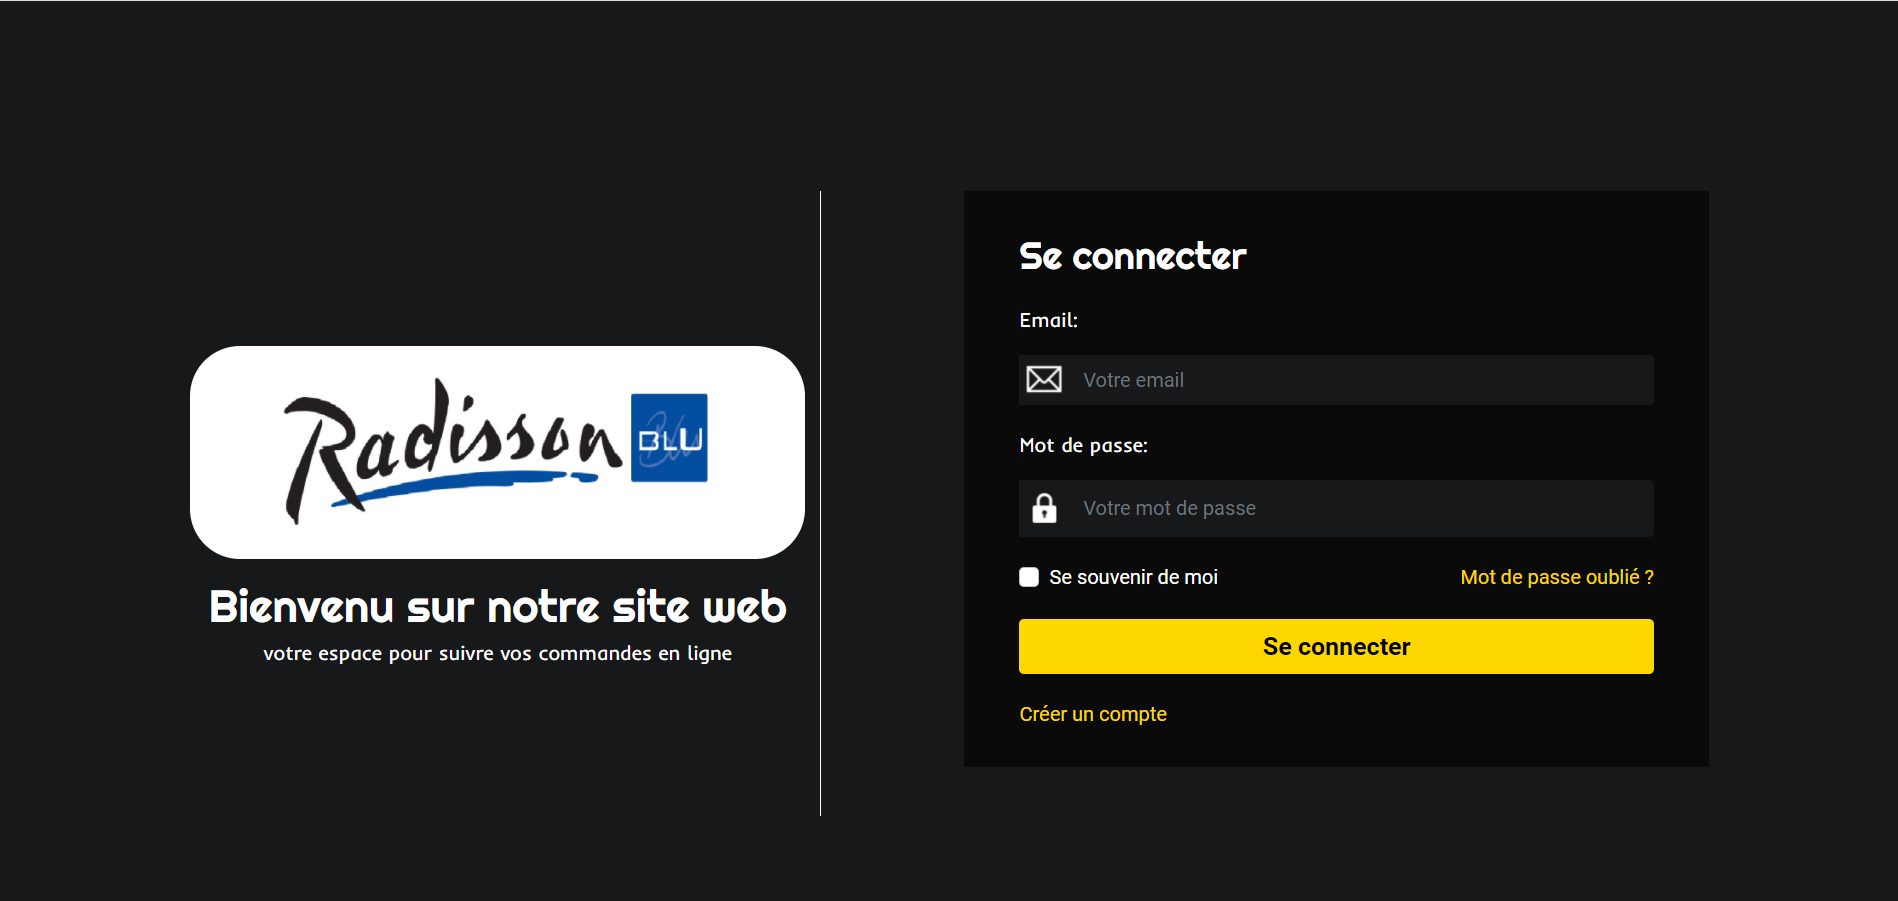 Radisson BLU
Bienvenu sur notre site web
votre espace pour suivre vos commandes en ligne
Se connecter
Email:
Votre email
Mot de passe:
Votre mot de passe
Se souvenir de moi
Mot de passe oublié ?
Se connecter
Créer un compte